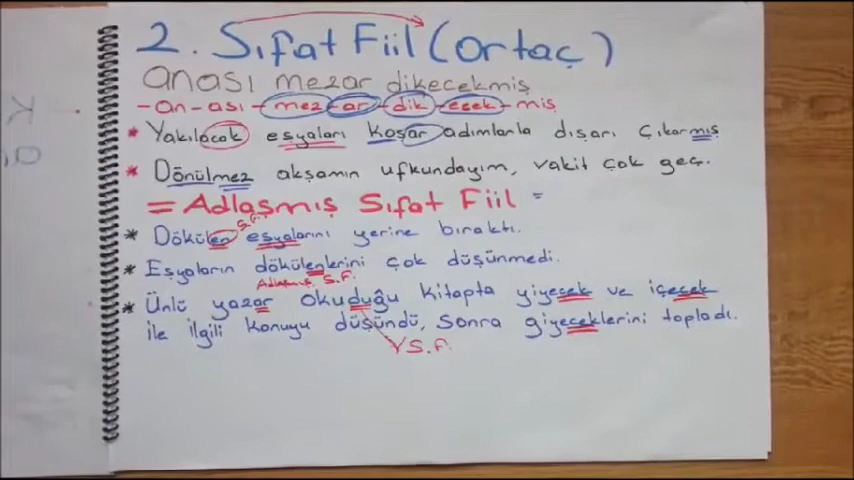 2. Sıfat Fiil (Ortaç)
anası mezar dikecekmiş
-an-ası-mez-ar-dik-ecek-miş
* Yakılacak eşyaları koşar adımlarla dışarı çıkarmış
* Dönülmez akşamın ufkundayım, vakit çok geç.
= Adlaşmış Sıfat Fiil =
S.F.
* Dökülen eşyalarını yerine bıraktı.
* Eşyaların dökülenlerini çok düşünmedi.
Adlaşmış S.F.
* Ünlü yazar okuduğu kitapta yiyecek ve içecek
ile ilgili konuyu düşündü, sonra giyeceklerini topladı.
S.F.